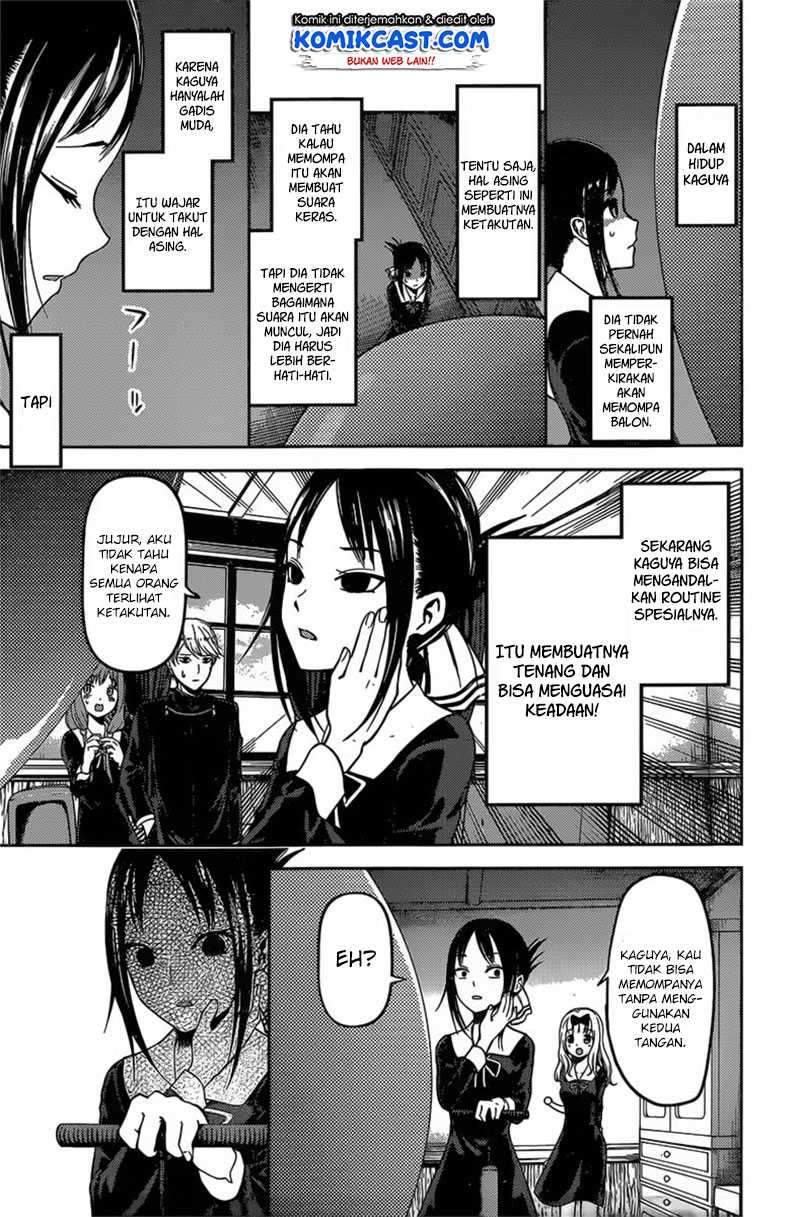 Komik ini diterjemahkan & diedit oleh
KOMIKCAST.COM
BUKAN WEB LAIN!!
DALAM
HIDUP
KAGUYA
DIA TIDAK
PERNAH
SEKALIPUN
MEMPER-
KIRAKAN
AKAN
MEMOMPA
BALON.
TENTU SAJA,
HAL ASING
SEPERTI INI
MEMBUATNYA
KETAKUTAN.
DIA TAHU
KALAU
MEMOMPA
ITU AKAN
MEMBUAT
SUARA
KERAS.
TAPI DIA TIDAK
MENGERTI
BAGAIMANA
SUARA ITU AKAN
MUNCUL, JADI
DIA HARUS
LEBIH BER-
HATI-HATI.
KARENA
KAGUYA
HANYALAH
GADIS
MUDA,
ITU WAJAR
UNTUK TAKUT
DENGAN HAL
ASING.
TAPI
SEKARANG
KAGUYA BISA
MENGANDAL-
KAN ROUTINE
SPESIALNYA.
ITU MEMBUATNYA
TENANG DAN
BISA MENGUASAI
KEADAAN!
JUJUR, AKU
TIDAK TAHU
KENAPA
SEMUA ORANG
TERLIHAT
KETAKUTAN.
KAGUYA, KAU
TIDAK BISA
MEMOMPANYA
TANPA MENG-
GUNAKAN
KEDUA
TANGAN.
EH?